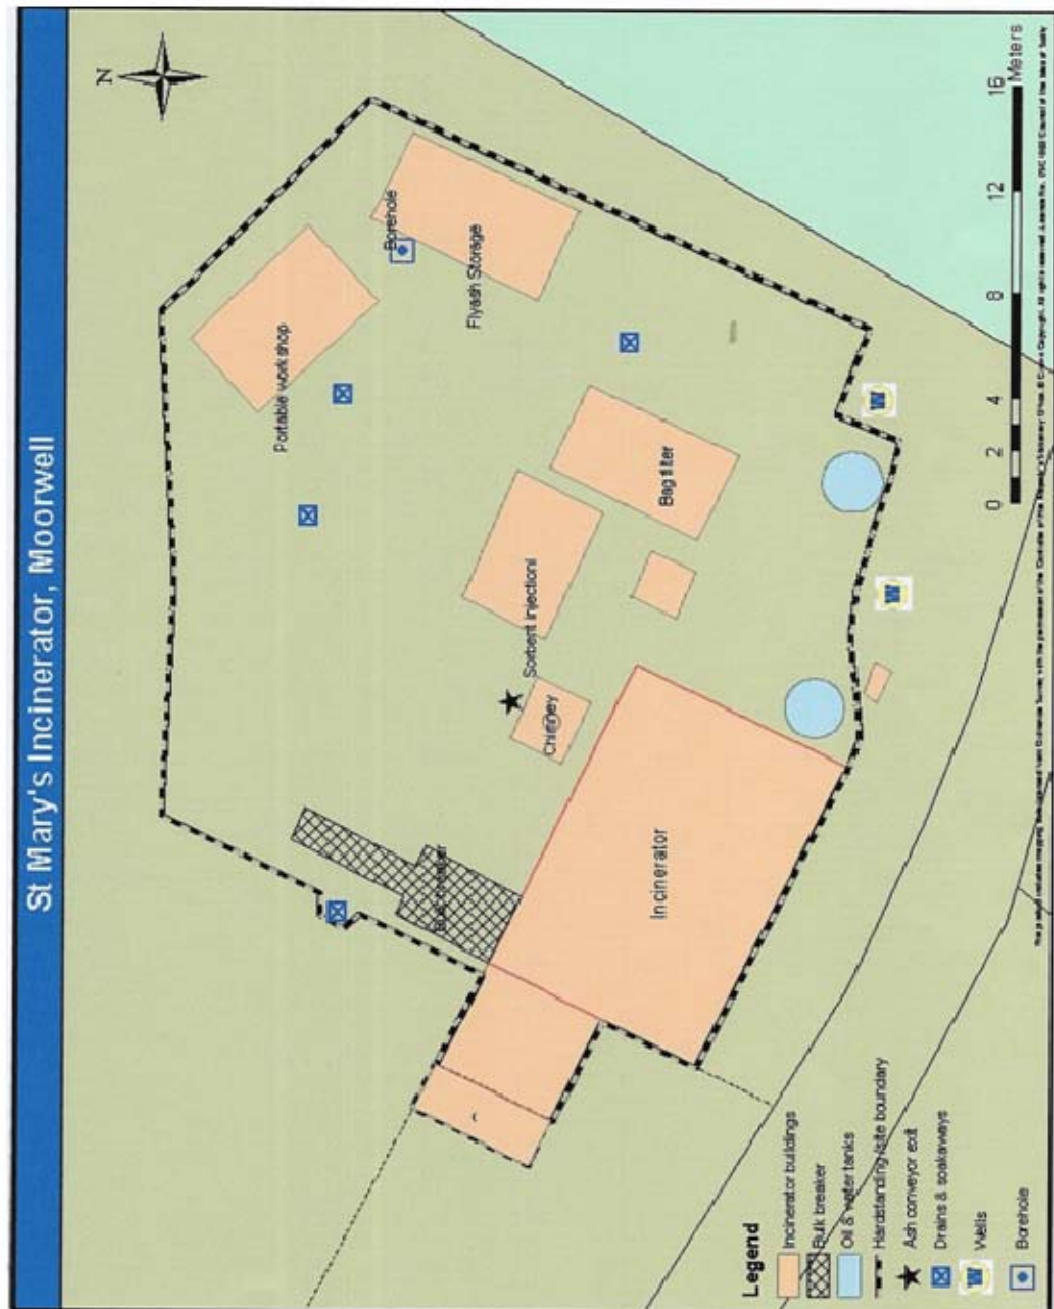 St Mary's Incinerator, Moorwell
N
Portable workshop
Borehole
Flyash Storage
Sorbent injection
Bag filter
Chimney
Incinerator
W
W
0 2 4 8 12 16
Meters
Legend
Incinerator buildings
Bulk breaker
Oil & water tanks
Hardstanding /site boundary
Ash conveyor exit
Drains & soakaways
W
Wells
Borehole